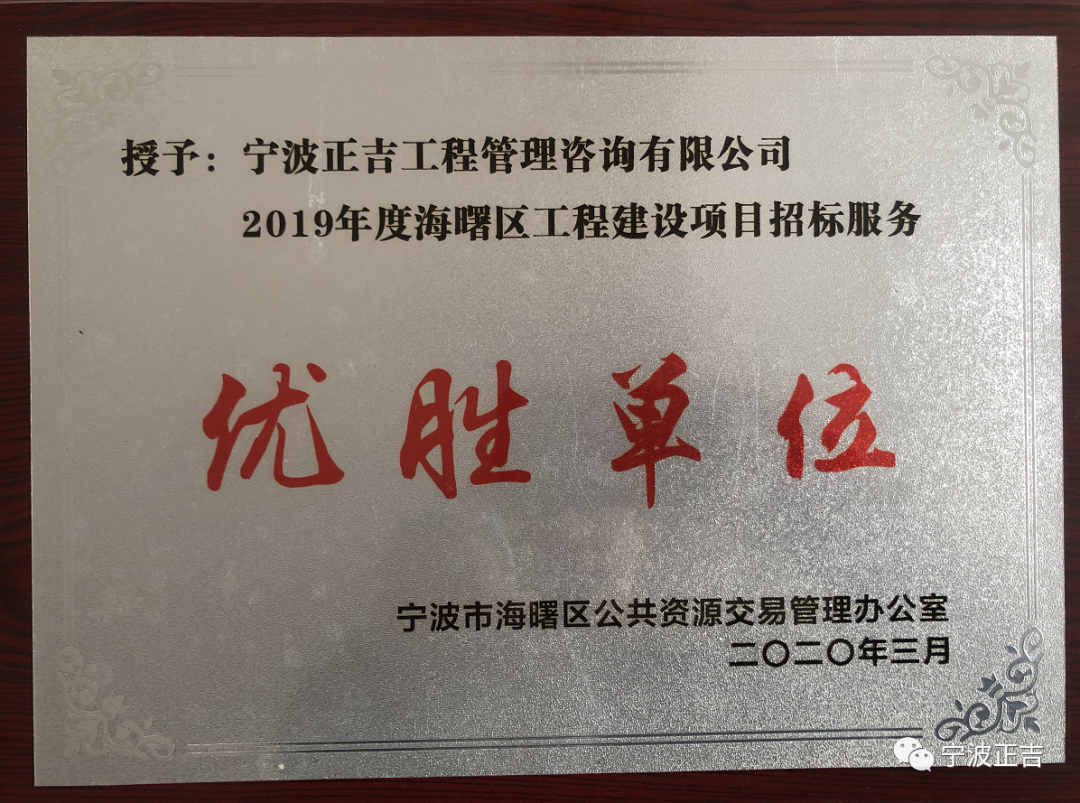 授予：宁波正吉工程管理咨询有限公司
2019年度海曙区工程建设项目招标服务
优胜单位
宁波市海曙区公共资源交易管理办公室
二〇二〇年三月
宁波正吉